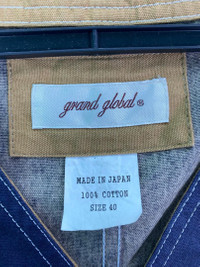 grand global®
MADE IN JAPAN
100% COTTON
SIZE 40